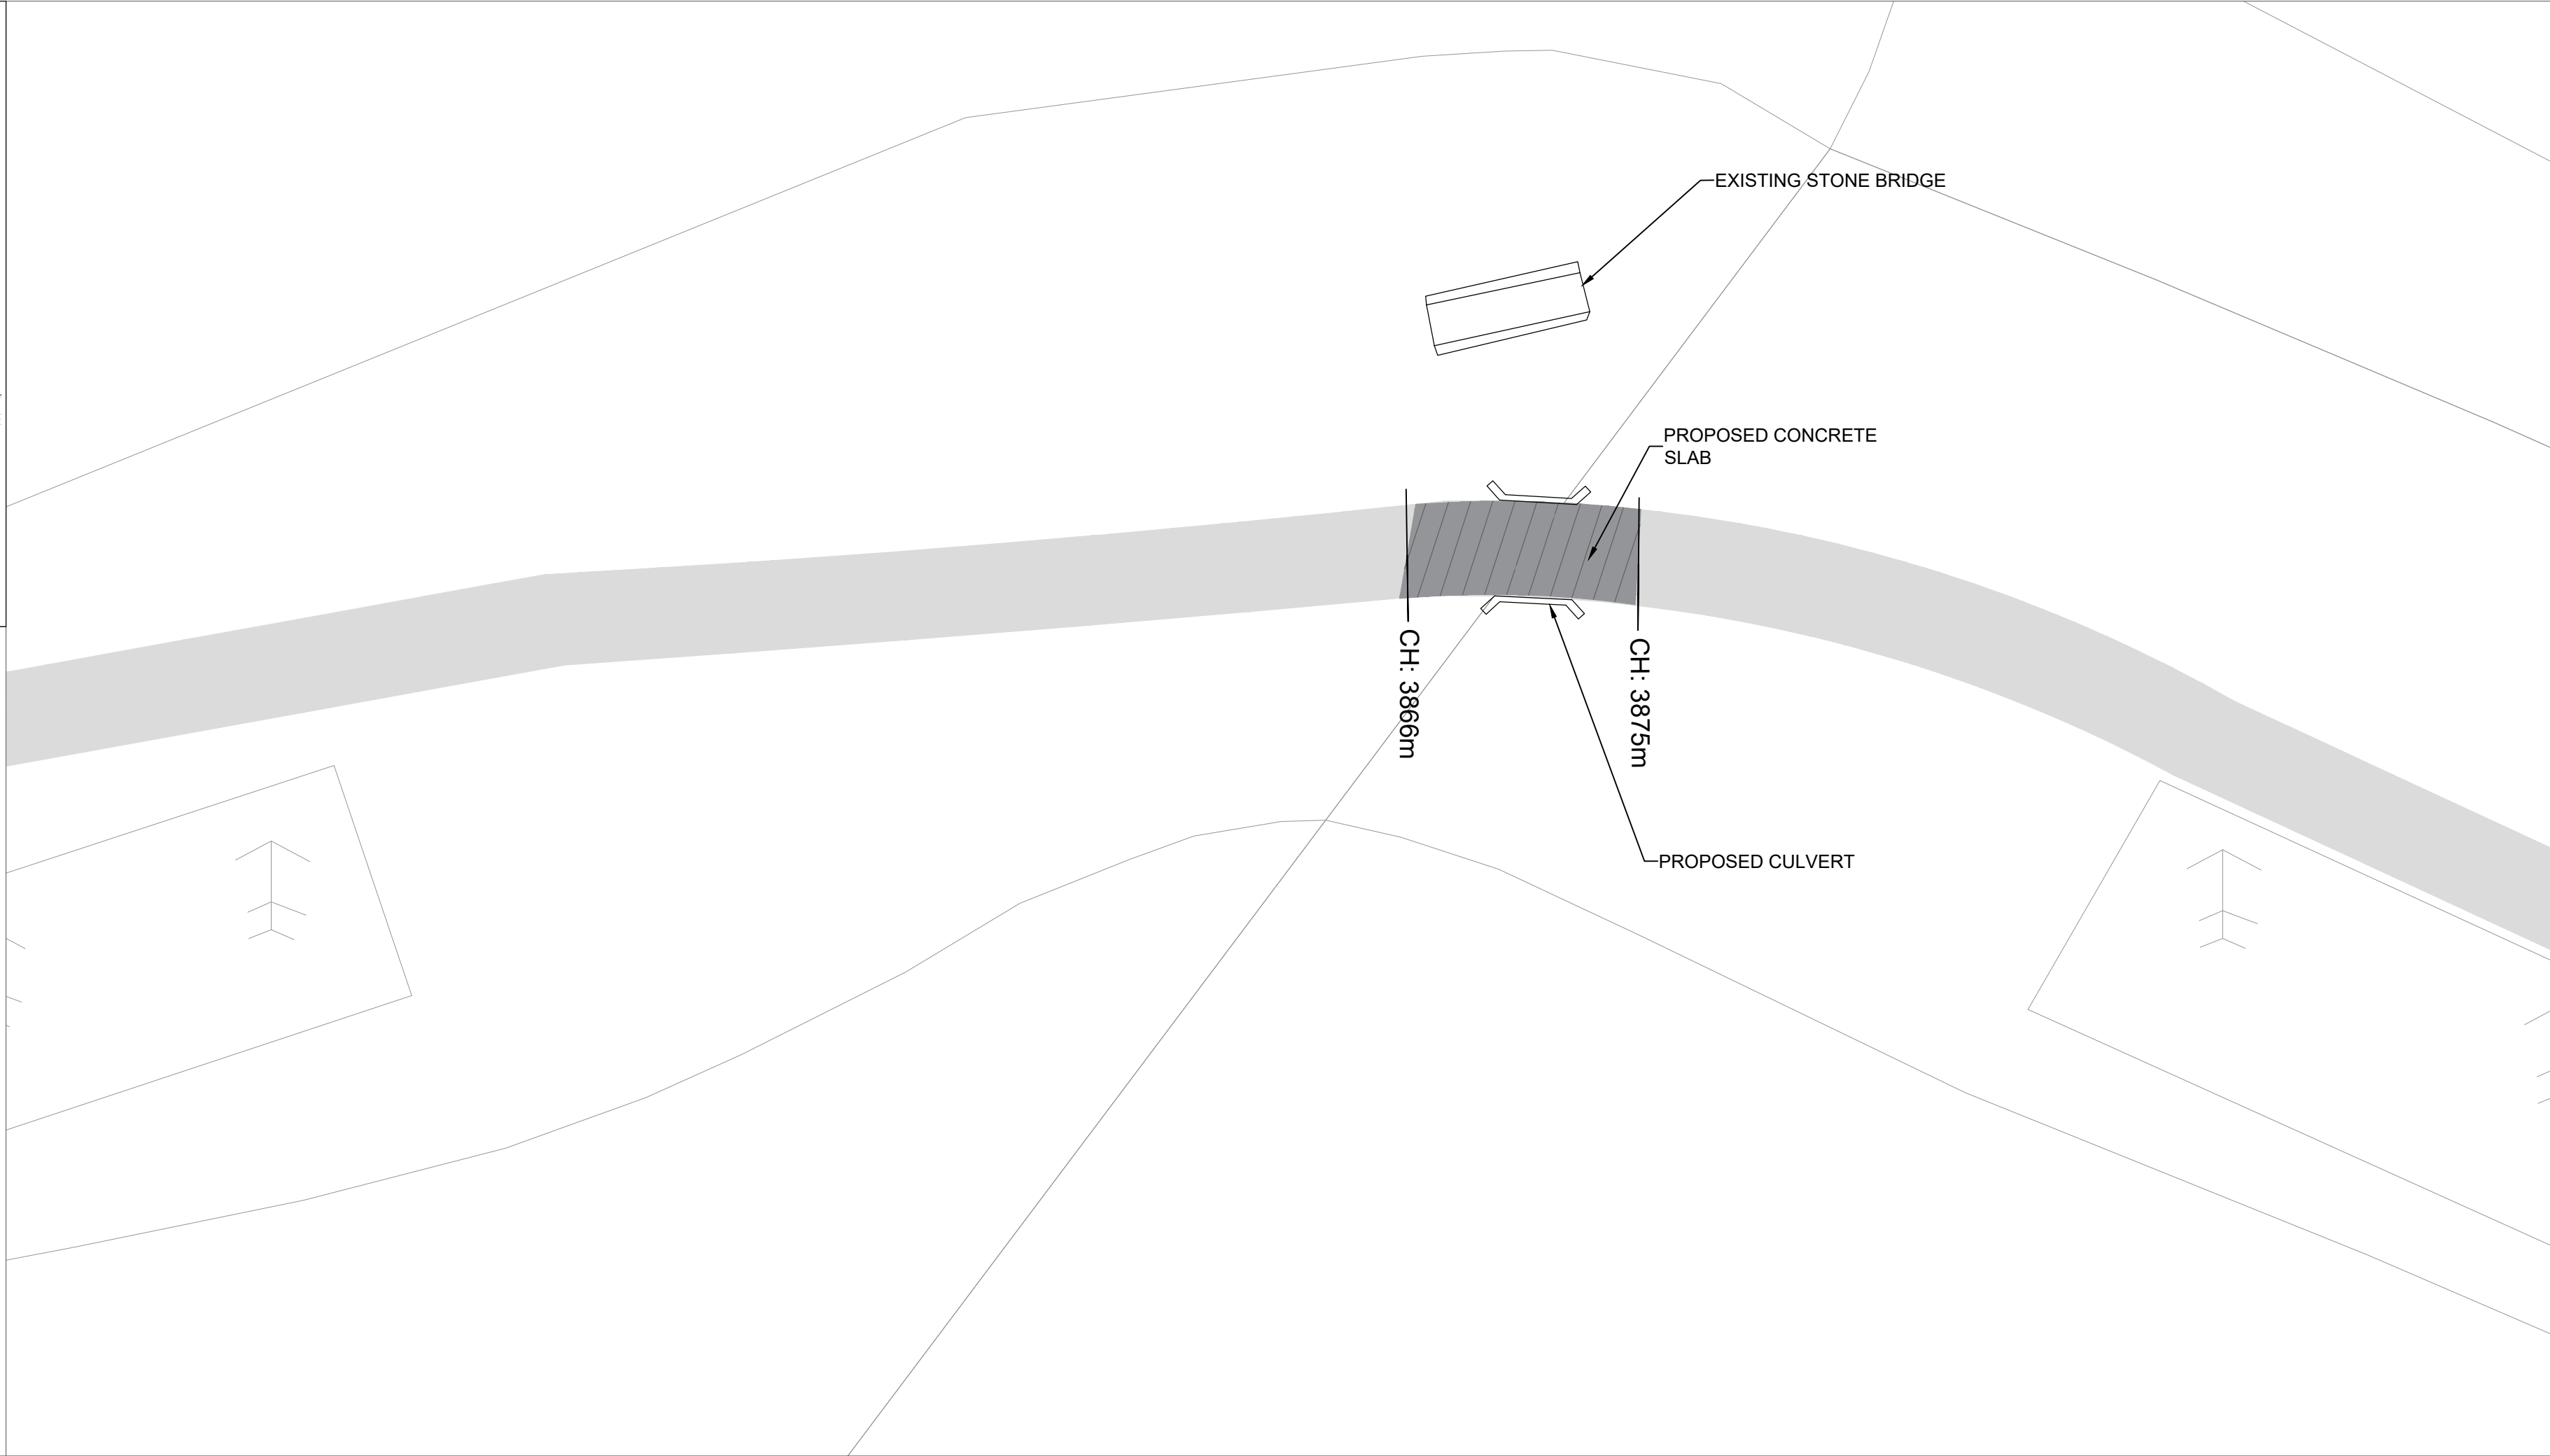 EXISTING STONE BRIDGE
PROPOSED CONCRETE
SLAB
CH: 3866m
CH: 3875m
PROPOSED CULVERT